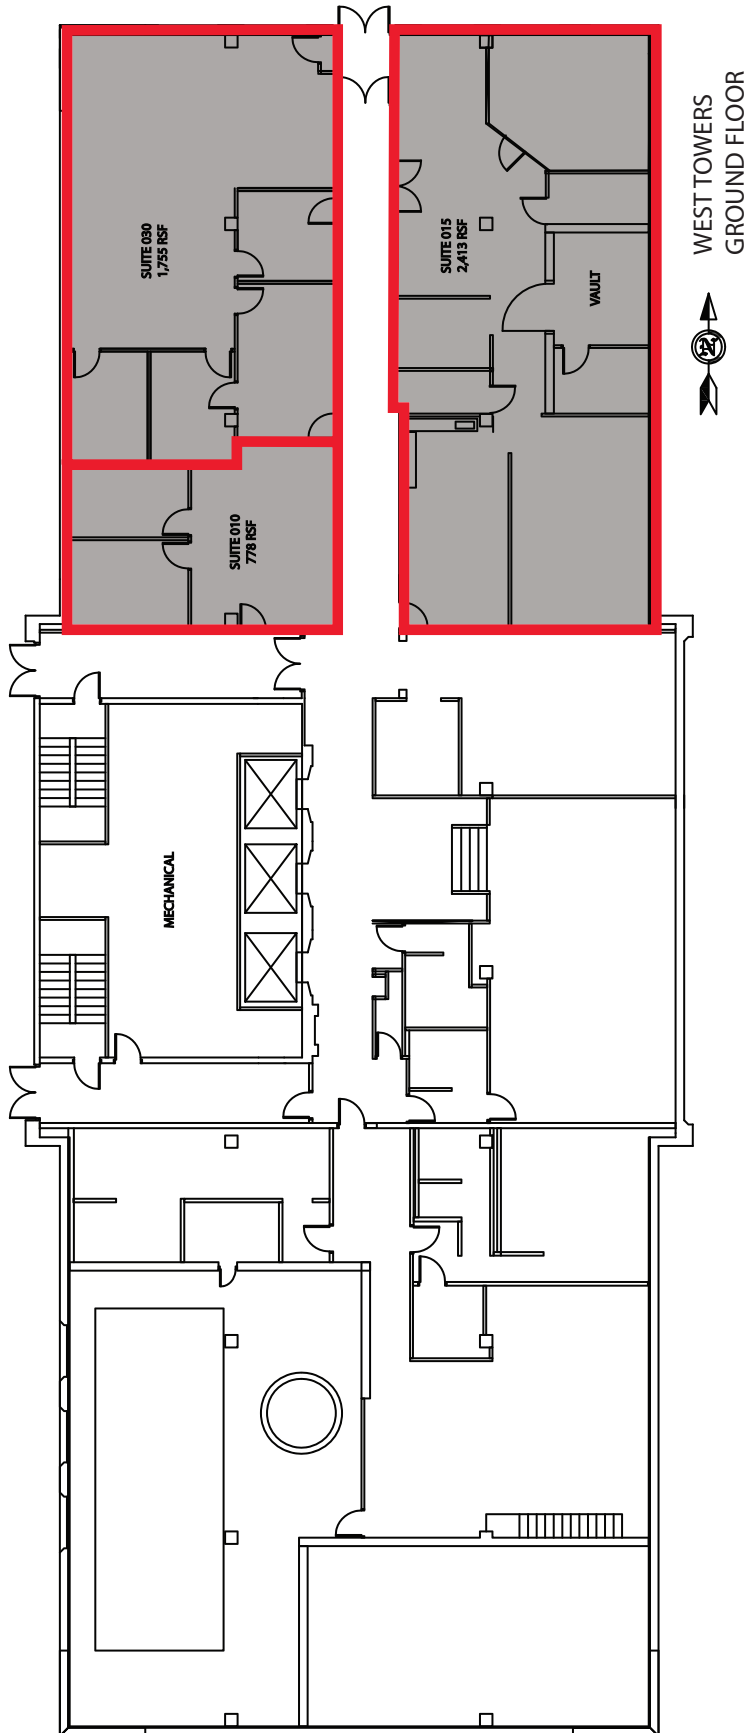 WEST TOWERS
GROUND FLOOR
SUITE 030
1,755 RSF
SUITE 015
2,413 RSF
VAULT
SUITE 010
778 RSF
MECHANICAL
N